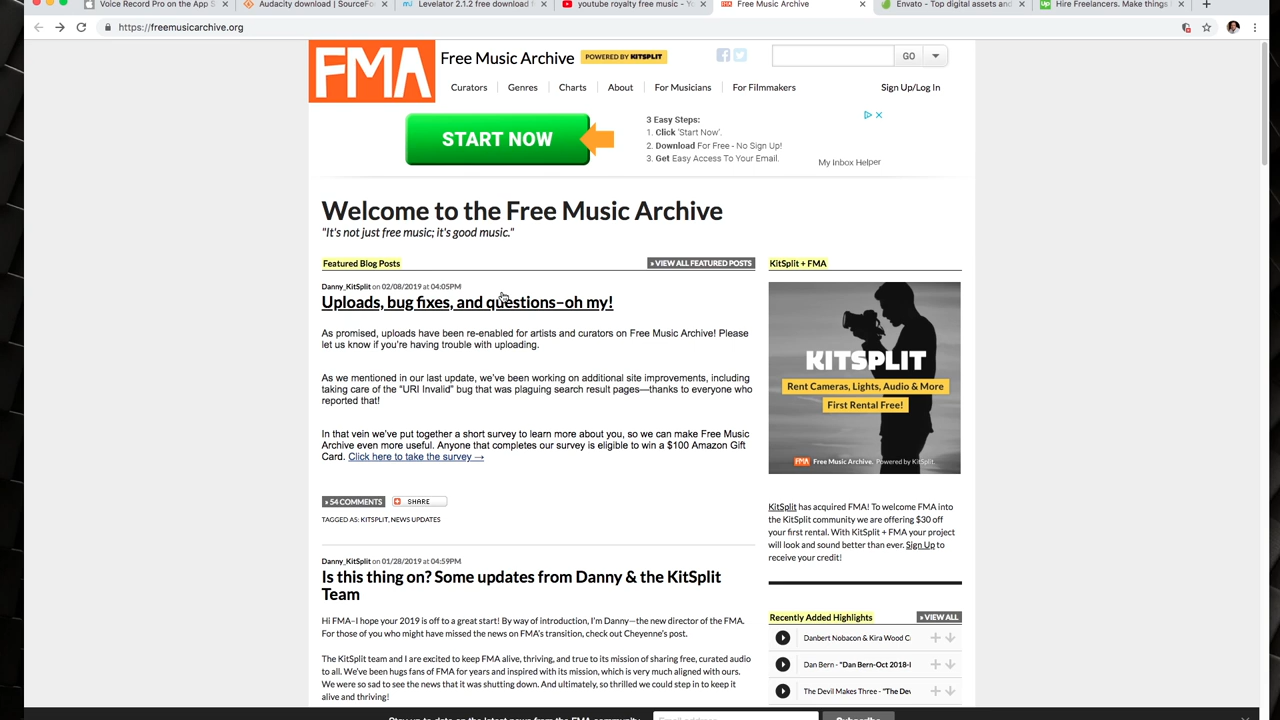 Voice Record Pro on the App S
Audacity download | SourceFo
Levelator 2.1.2 free download
youtube royalty free music - Yo
Free Music Archive
Envato - Top digital assets and
Hire Freelancers. Make things
https://freemusicarchive.org
FMA
Free Music Archive
POWERED BY KITSPLIT
GO
Curators
Genres
Charts
About
For Musicians
For Filmmakers
Sign Up/Log In
START NOW
3 Easy Steps:
1. Click 'Start Now'.
2. Download For Free - No Sign Up!
3. Get Easy Access To Your Email.
My Inbox Helper
Welcome to the Free Music Archive
"It's not just free music; it's good music."
Featured Blog Posts
» VIEW ALL FEATURED POSTS
Danny_KitSplit on 02/08/2019 at 04:05PM
Uploads, bug fixes, and questions–oh my!
As promised, uploads have been re-enabled for artists and curators on Free Music Archive! Please
let us know if you're having trouble with uploading.
As we mentioned in our last update, we've been working on additional site improvements, including
taking care of the "URI Invalid" bug that was plaguing search result pages—thanks to everyone who
reported that!
In that vein we've put together a short survey to learn more about you, so we can make Free Music
Archive even more useful. Anyone that completes our survey is eligible to win a $100 Amazon Gift
Card. Click here to take the survey →
» 54 COMMENTS
SHARE
TAGGED AS: KITSPLIT, NEWS UPDATES
Danny_KitSplit on 01/28/2019 at 04:59PM
Is this thing on? Some updates from Danny & the KitSplit
Team
Hi FMA–I hope your 2019 is off to a great start! By way of introduction, I'm Danny—the new director of the FMA.
For those of you who might have missed the news on FMA's transition, check out Cheyenne's post.
The KitSplit team and I are excited to keep FMA alive, thriving, and true to its mission of sharing free, curated audio
to all. We've been hugs fans of FMA for years and inspired with its mission, which is very much aligned with ours.
We were so sad to see the news that it was shutting down. And ultimately, so thrilled we could step in to keep it
alive and thriving!
KitSplit + FMA
KITSPLIT
Rent Cameras, Lights, Audio & More
First Rental Free!
FMA Free Music Archive. Powered by KitSplit.
KitSplit has acquired FMA! To welcome FMA into
the KitSplit community we are offering $30 off
your first rental. With KitSplit + FMA your project
will look and sound better than ever. Sign Up to
receive your credit!
Recently Added Highlights
» VIEW ALL
Danbert Nobacon & Kira Wood C
Dan Bern - "Dan Bern-Oct 2018-I
The Devil Makes Three - "The Dev
Stay up-to-date on the latest news from the FMA community
Email address
Subscribe